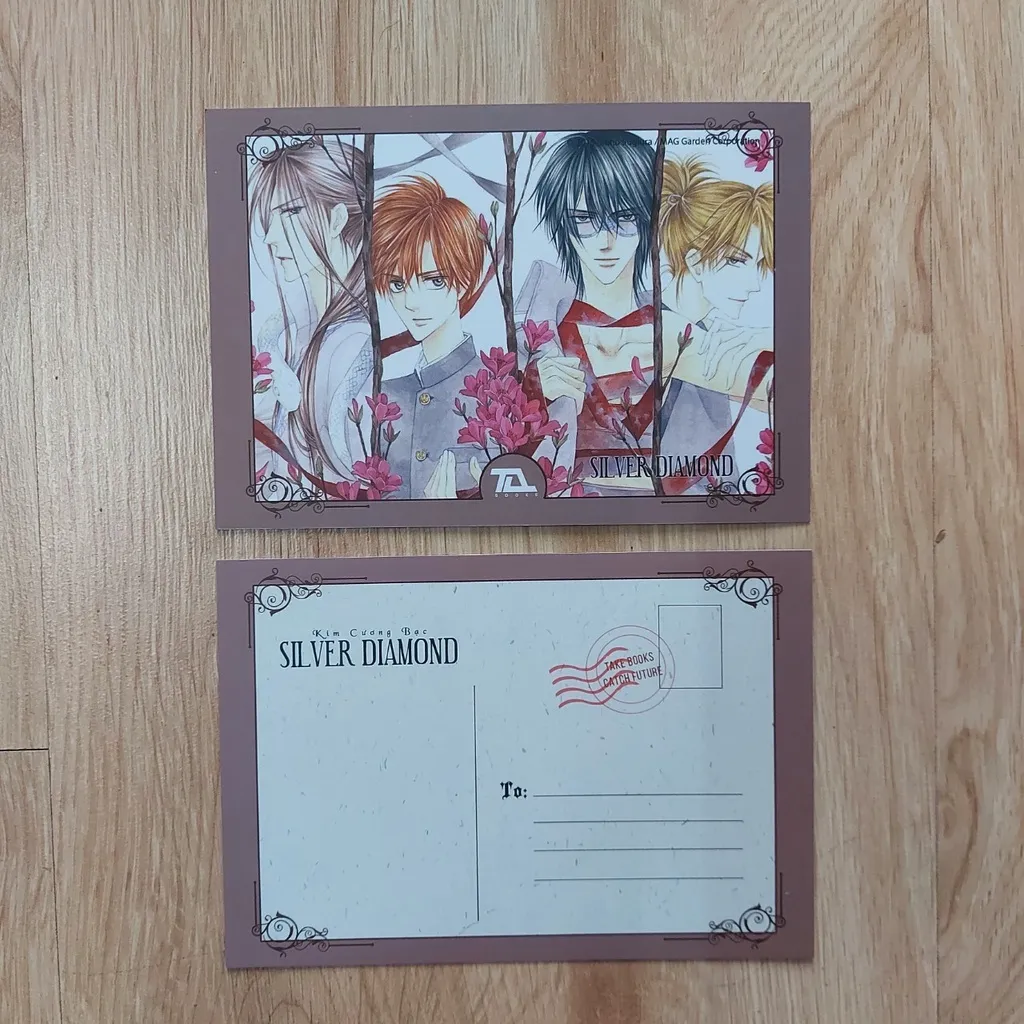 / MAG Garden Corporation
SILVER DIAMOND
BOOKS
Kim Cương Bạc
SILVER DIAMOND
TAKE BOOKS
CATCH FUTURE
To: